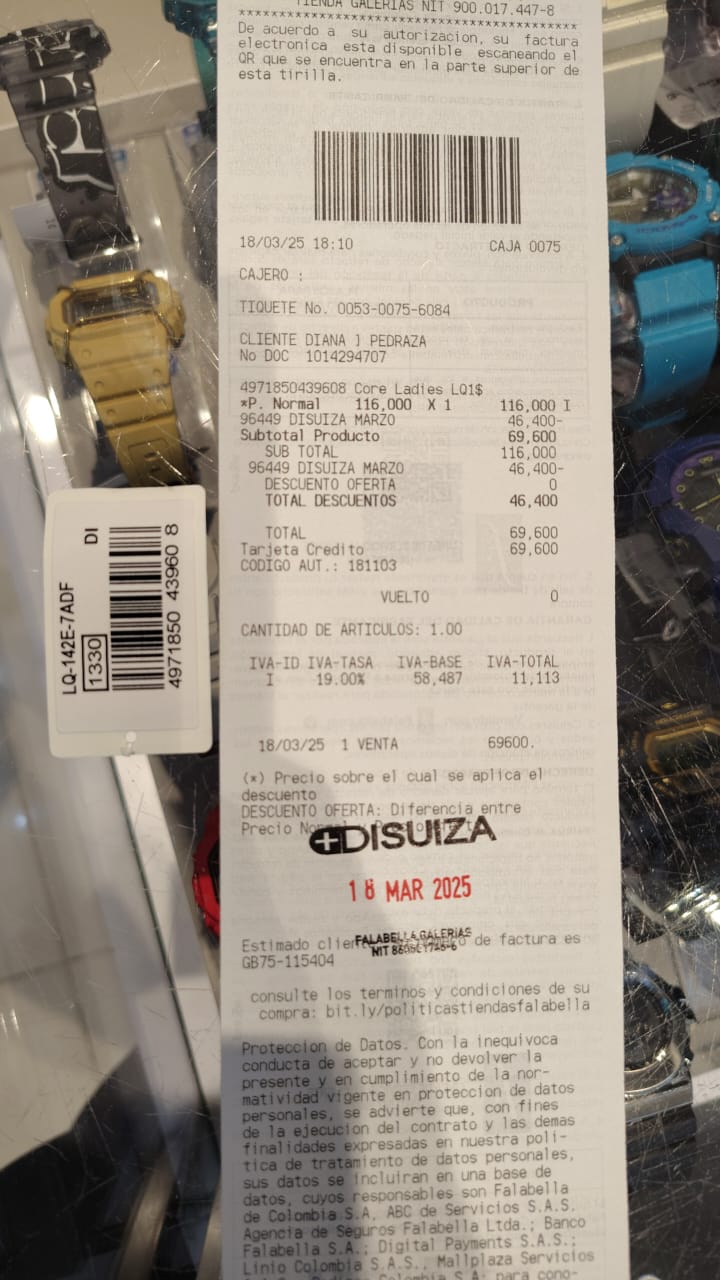 TIENDA GALERIAS NIT 900.017.447-8
******************************************
De acuerdo a su autorizacion, su factura
electronica esta disponible escaneando el
QR que se encuentra en la parte superior de
esta tirilla.
18/03/25 18:10 CAJA 0075
CAJERO :
TIQUETE No. 0053-0075-6084
CLIENTE DIANA J PEDRAZA
No DOC 1014294707
4971850439608 Core Ladies LQ1$
*P. Normal 116,000 X 1 116,000 I
96449 DISUIZA MARZO 46,400-
Subtotal Producto 69,600
SUB TOTAL 116,000
96449 DISUIZA MARZO 46,400-
DESCUENTO OFERTA 0
TOTAL DESCUENTOS 46,400
TOTAL 69,600
Tarjeta Credito 69,600
CODIGO AUT.: 181103
VUELTO 0
CANTIDAD DE ARTICULOS: 1.00
IVA-ID IVA-TASA IVA-BASE IVA-TOTAL
I 19.00% 58,487 11,113
18/03/25 1 VENTA 69600.
(*) Precio sobre el cual se aplica el
descuento
DESCUENTO OFERTA: Diferencia entre
Precio
+DISUIZA
18 MAR 2025
FALABELLA GALERIAS
NIT
Estimado de factura es
GB75-115404
consulte los terminos y condiciones de su
compra: bit.ly/politicastiendasfalabella
Proteccion de Datos. Con la inequivoca
conducta de aceptar y no devolver la
presente y en cumplimiento de la nor-
matividad vigente en proteccion de datos
personales, se advierte que, con fines
de la ejecucion del contrato y las demas
finalidades expresadas en nuestra poli-
tica de tratamiento de datos personales,
sus datos se incluiran en una base de
datos, cuyos responsables son Falabella
de Colombia S.A, ABC de Servicios S.A.S.
Agencia de Seguros Falabella Ltda.; Banco
Falabella S.A.; Digital Payments S.A.S.;
Linio Colombia S.A.S., Mallplaza Servicios
Colombia S.A. para cono-
LQ-142E-7ADF DI
1330
4971850 43960 8